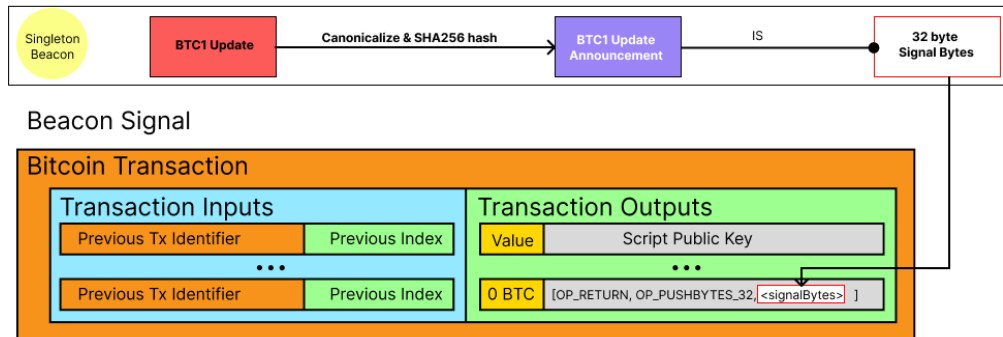 Singleton
Beacon
BTC1 Update
Canonicalize & SHA256 hash
BTC1 Update
Announcement
IS
32 byte
Signal Bytes
Beacon Signal
Bitcoin Transaction
Transaction Inputs
Previous Tx Identifier
Previous Index
...
Previous Tx Identifier
Previous Index
Transaction Outputs
Value
Script Public Key
...
0 BTC
[OP_RETURN, OP_PUSHBYTES_32, <signalBytes> ]